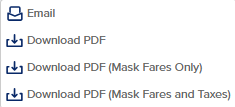 Email
Download PDF
Download PDF (Mask Fares Only)
Download PDF (Mask Fares and Taxes)